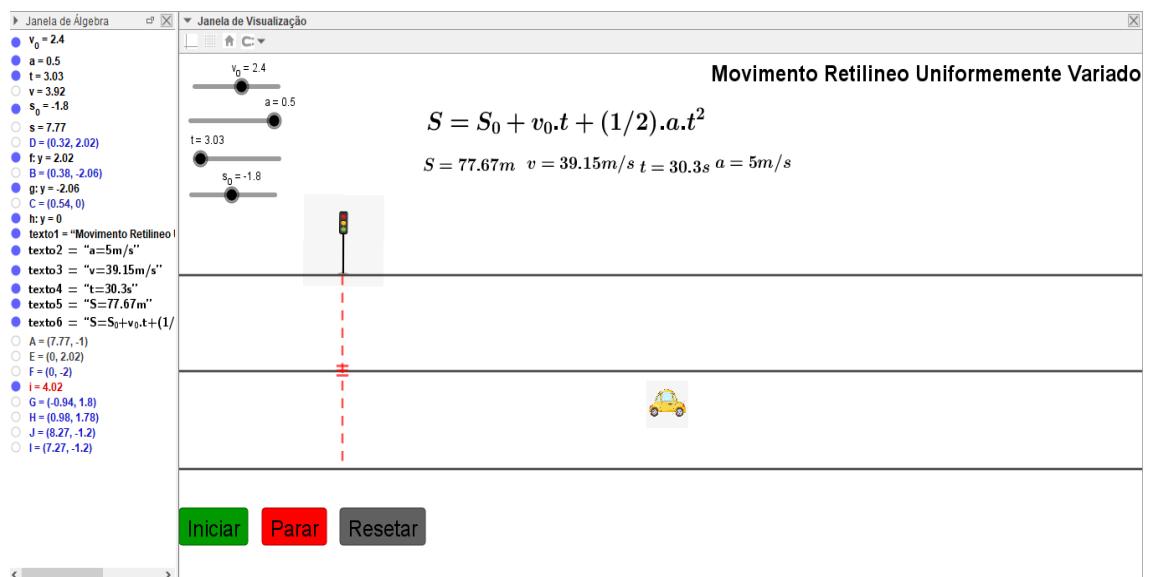 Janela de Álgebra
v0 = 2.4
a = 0.5
t = 3.03
v = 3.92
s0 = -1.8
s = 7.77
D = (0.32, 2.02)
f: y = 2.02
B = (0.38, -2.06)
g: y = -2.06
C = (0.54, 0)
h: y = 0
texto1 = “Movimento Retilineo
texto2 = “a=5m/s”
texto3 = “v=39.15m/s”
texto4 = “t=30.3s”
texto5 = “S=77.67m”
texto6 = “S=S₀+v₀.t+(1/
A = (7.77, -1)
E = (0, 2.02)
F = (0, -2)
i = 4.02
G = (-0.94, 1.8)
H = (0.98, 1.78)
J = (8.27, -1.2)
I = (7.27, -1.2)
Janela de Visualização
v0 = 2.4
a = 0.5
t = 3.03
s0 = -1.8
Movimento Retilineo Uniformemente Variado
S = S₀ + v₀.t + (1/2).a.t²
S = 77.67m v = 39.15m/s t = 30.3s a = 5m/s
Iniciar Parar Resetar